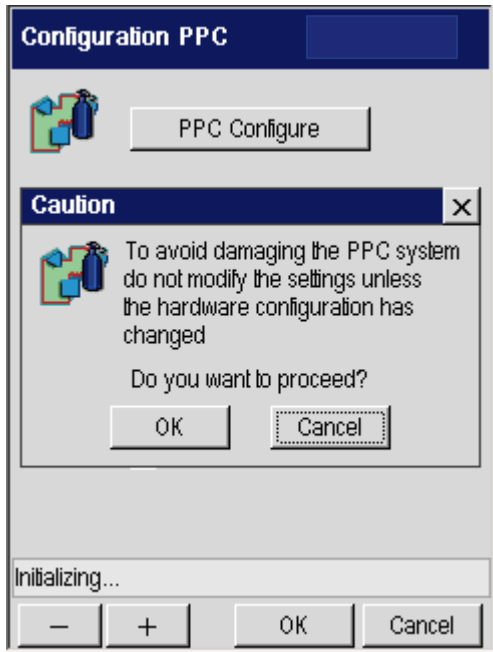 Configuration PPC
PPC Configure
Caution
To avoid damaging the PPC system
do not modify the settings unless
the hardware configuration has
changed
Do you want to proceed?
OK Cancel
Initializing...
− + OK Cancel